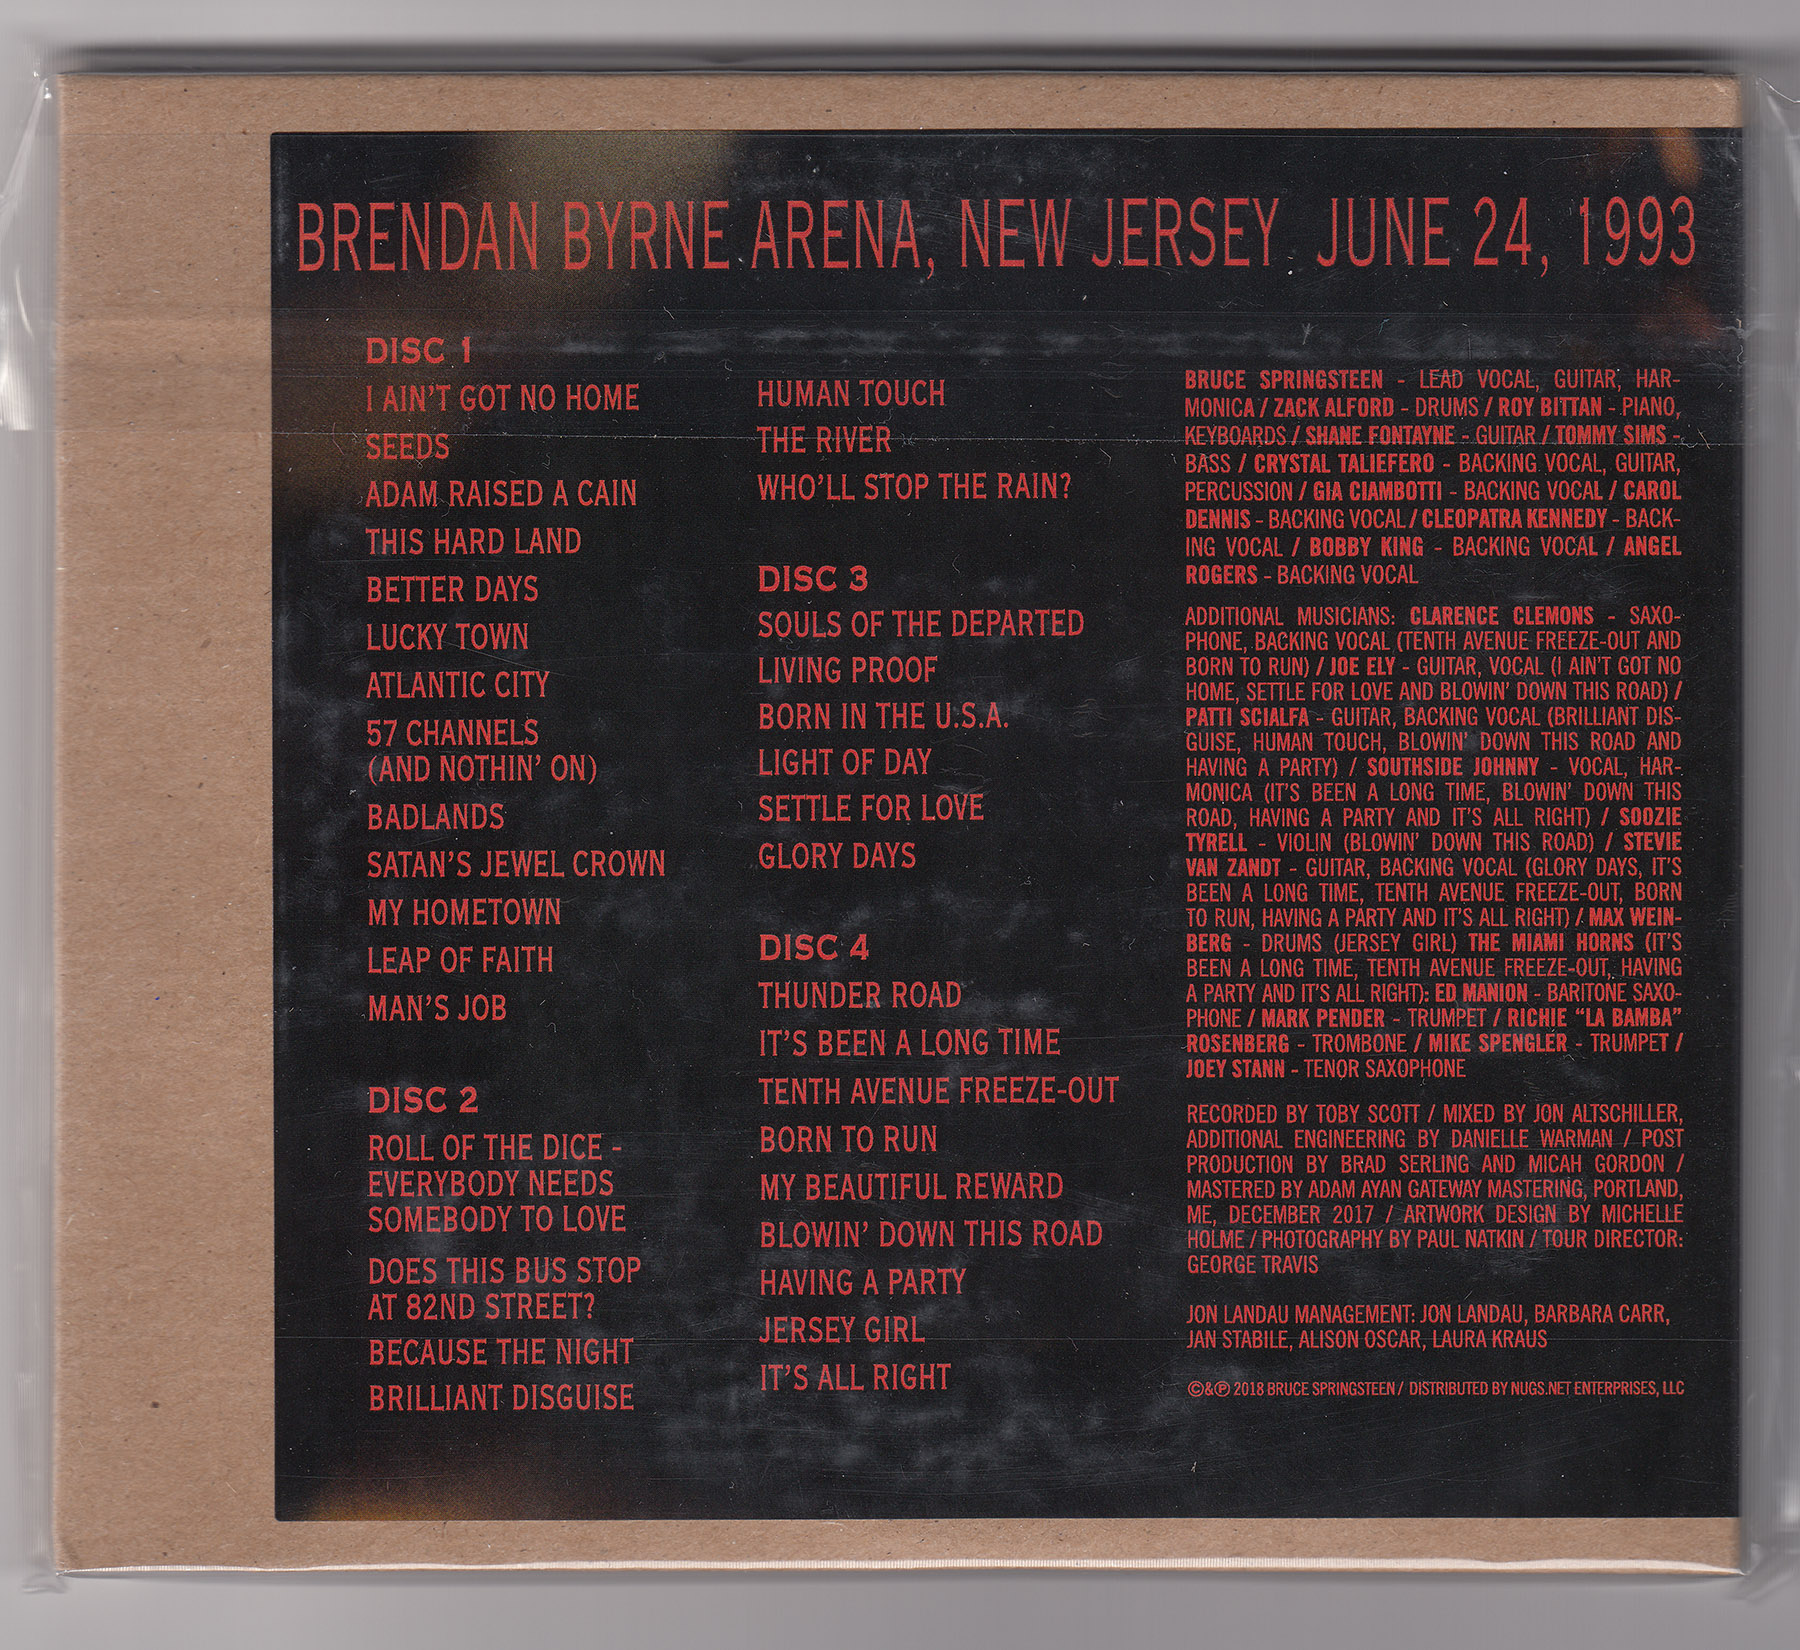 BRENDAN BYRNE ARENA, NEW JERSEY JUNE 24, 1993
DISC 1
I AIN'T GOT NO HOME
SEEDS
ADAM RAISED A CAIN
THIS HARD LAND
BETTER DAYS
LUCKY TOWN
ATLANTIC CITY
57 CHANNELS
(AND NOTHIN' ON)
BADLANDS
SATAN'S JEWEL CROWN
MY HOMETOWN
LEAP OF FAITH
MAN'S JOB
DISC 2
ROLL OF THE DICE -
EVERYBODY NEEDS
SOMEBODY TO LOVE
DOES THIS BUS STOP
AT 82ND STREET?
BECAUSE THE NIGHT
BRILLIANT DISGUISE
HUMAN TOUCH
THE RIVER
WHO'LL STOP THE RAIN?
DISC 3
SOULS OF THE DEPARTED
LIVING PROOF
BORN IN THE U.S.A.
LIGHT OF DAY
SETTLE FOR LOVE
GLORY DAYS
DISC 4
THUNDER ROAD
IT'S BEEN A LONG TIME
TENTH AVENUE FREEZE-OUT
BORN TO RUN
MY BEAUTIFUL REWARD
BLOWIN' DOWN THIS ROAD
HAVING A PARTY
JERSEY GIRL
IT'S ALL RIGHT
BRUCE SPRINGSTEEN - LEAD VOCAL, GUITAR, HAR-
MONICA / ZACK ALFORD - DRUMS / ROY BITTAN - PIANO,
KEYBOARDS / SHANE FONTAYNE - GUITAR / TOMMY SIMS -
BASS / CRYSTAL TALIEFERO - BACKING VOCAL, GUITAR,
PERCUSSION / GIA CIAMBOTTI - BACKING VOCAL / CAROL
DENNIS - BACKING VOCAL / CLEOPATRA KENNEDY - BACK-
ING VOCAL / BOBBY KING - BACKING VOCAL / ANGEL
ROGERS - BACKING VOCAL
ADDITIONAL MUSICIANS: CLARENCE CLEMONS - SAXO-
PHONE, BACKING VOCAL (TENTH AVENUE FREEZE-OUT AND
BORN TO RUN) / JOE ELY - GUITAR, VOCAL (I AIN'T GOT NO
HOME, SETTLE FOR LOVE AND BLOWIN' DOWN THIS ROAD) /
PATTI SCIALFA - GUITAR, BACKING VOCAL (BRILLIANT DIS-
GUISE, HUMAN TOUCH, BLOWIN' DOWN THIS ROAD AND
HAVING A PARTY) / SOUTHSIDE JOHNNY - VOCAL, HAR-
MONICA (IT'S BEEN A LONG TIME, BLOWIN' DOWN THIS
ROAD, HAVING A PARTY AND IT'S ALL RIGHT) / SOOZIE
TYRELL - VIOLIN (BLOWIN' DOWN THIS ROAD) / STEVIE
VAN ZANDT - GUITAR, BACKING VOCAL (GLORY DAYS, IT'S
BEEN A LONG TIME, TENTH AVENUE FREEZE-OUT, BORN
TO RUN, HAVING A PARTY AND IT'S ALL RIGHT) / MAX WEIN-
BERG - DRUMS (JERSEY GIRL) THE MIAMI HORNS (IT'S
BEEN A LONG TIME, TENTH AVENUE FREEZE-OUT, HAVING
A PARTY AND IT'S ALL RIGHT): ED MANION - BARITONE SAXO-
PHONE / MARK PENDER - TRUMPET / RICHIE "LA BAMBA"
ROSENBERG - TROMBONE / MIKE SPENGLER - TRUMPET /
JOEY STANN - TENOR SAXOPHONE
RECORDED BY TOBY SCOTT / MIXED BY JON ALTSCHILLER,
ADDITIONAL ENGINEERING BY DANIELLE WARMAN / POST
PRODUCTION BY BRAD SERLING AND MICAH GORDON /
MASTERED BY ADAM AYAN GATEWAY MASTERING, PORTLAND,
ME, DECEMBER 2017 / ARTWORK DESIGN BY MICHELLE
HOLME / PHOTOGRAPHY BY PAUL NATKIN / TOUR DIRECTOR:
GEORGE TRAVIS
JON LANDAU MANAGEMENT: JON LANDAU, BARBARA CARR,
JAN STABILE, ALISON OSCAR, LAURA KRAUS
©&℗ 2018 BRUCE SPRINGSTEEN / DISTRIBUTED BY NUGS.NET ENTERPRISES, LLC